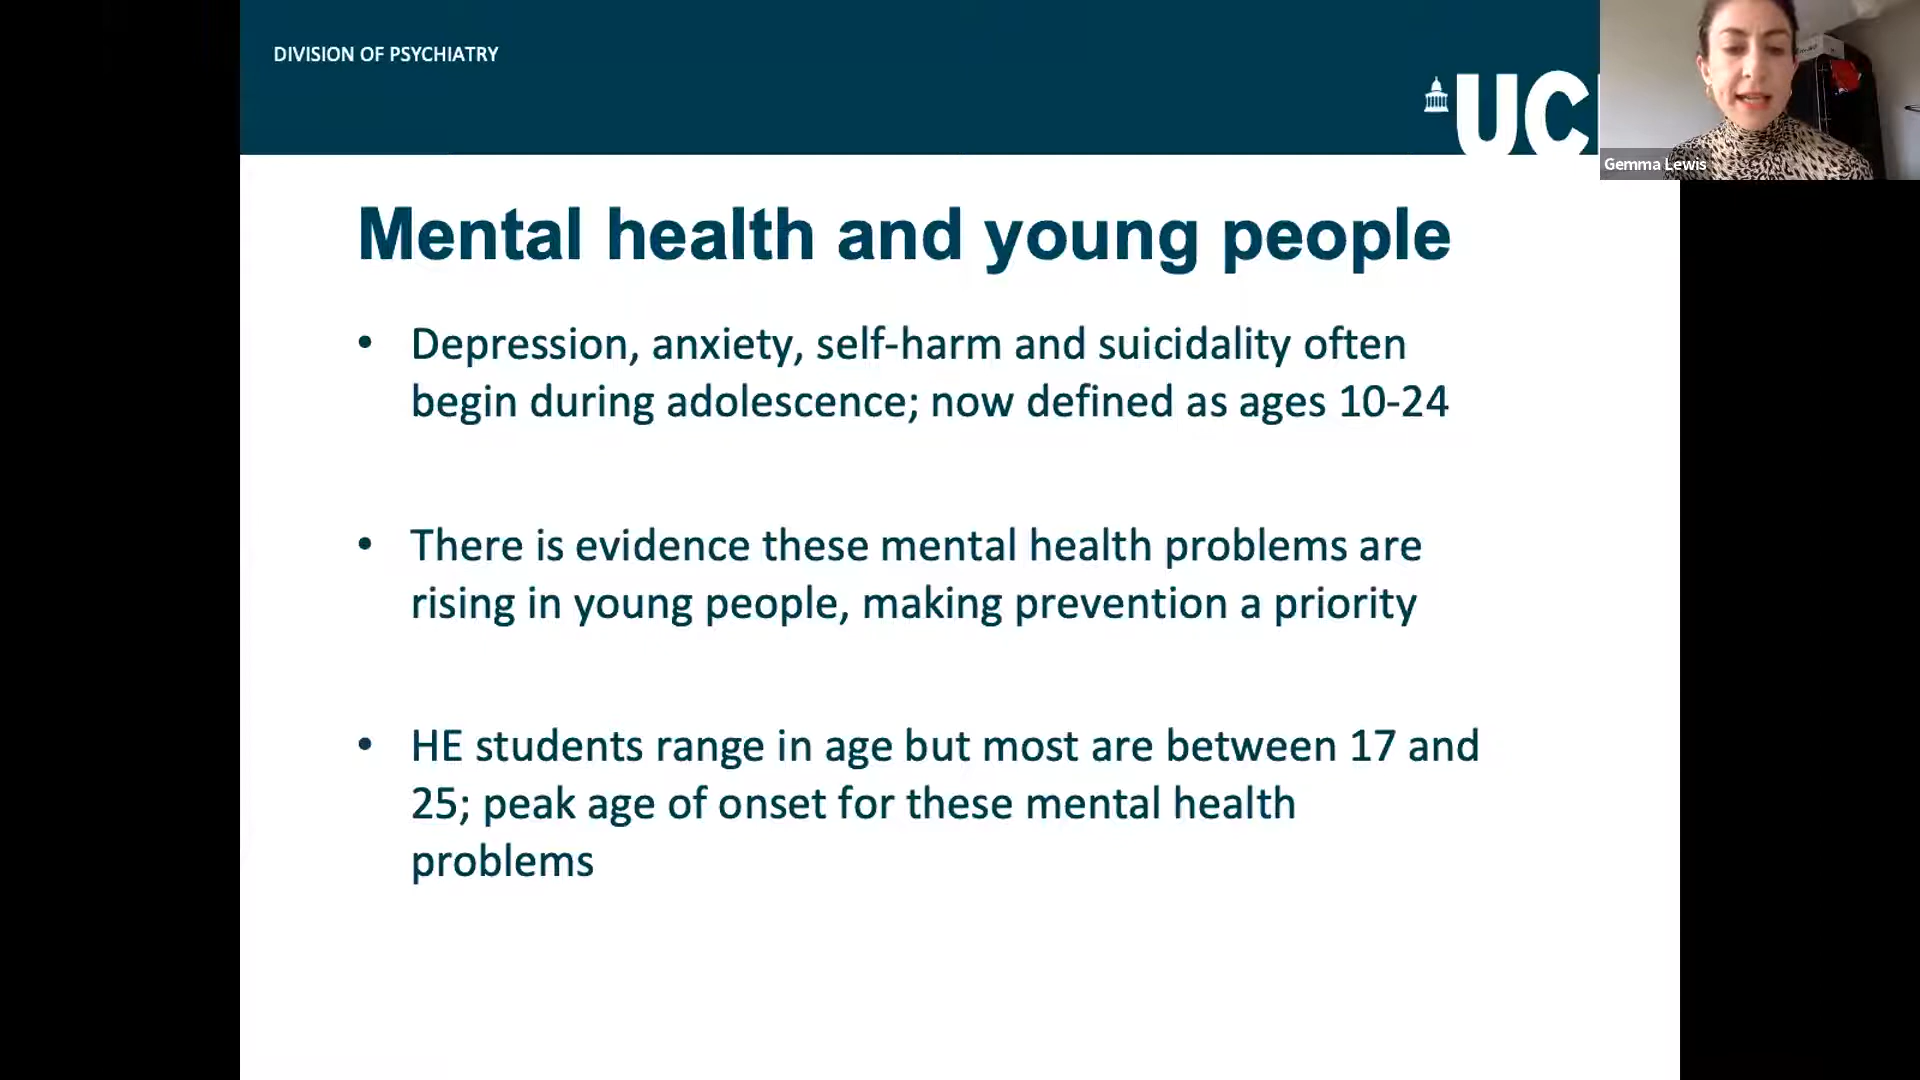 DIVISION OF PSYCHIATRY
UC
Gemma Lewis
Mental health and young people
• Depression, anxiety, self-harm and suicidality often
begin during adolescence; now defined as ages 10-24
• There is evidence these mental health problems are
rising in young people, making prevention a priority
• HE students range in age but most are between 17 and
25; peak age of onset for these mental health
problems